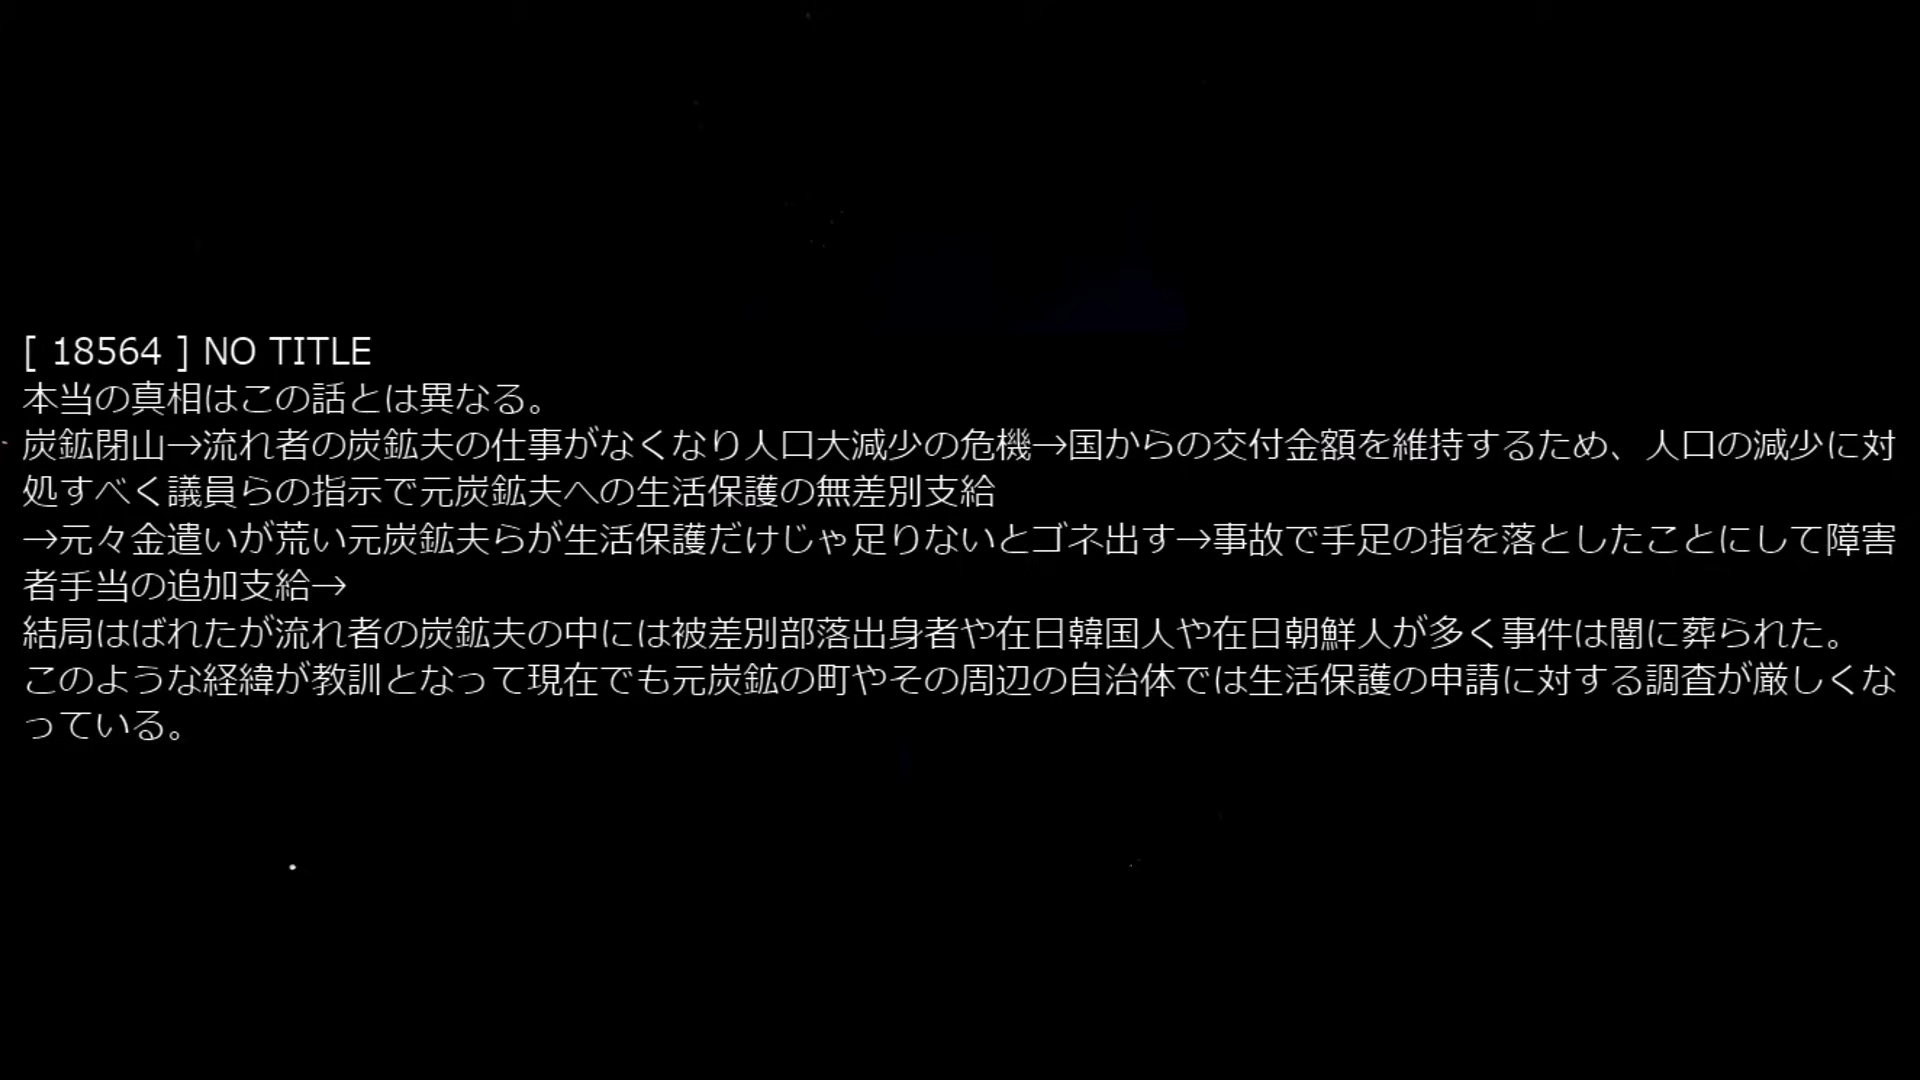 [ 18564 ] NO TITLE
本当の真相はこの話とは異なる。
炭鉱閉山→流れ者の炭鉱夫の仕事がなくなり人口大減少の危機→国からの交付金額を維持するため、人口の減少に対
処すべく議員らの指示で元炭鉱夫への生活保護の無差別支給
→元々金遣いが荒い元炭鉱夫らが生活保護だけじゃ足りないとゴネ出す→事故で手足の指を落としたことにして障害
者手当の追加支給→
結局はばれたが流れ者の炭鉱夫の中には被差別部落出身者や在日韓国人や在日朝鮮人が多く事件は闇に葬られた。
このような経緯が教訓となって現在でも元炭鉱の町やその周辺の自治体では生活保護の申請に対する調査が厳しくな
っている。